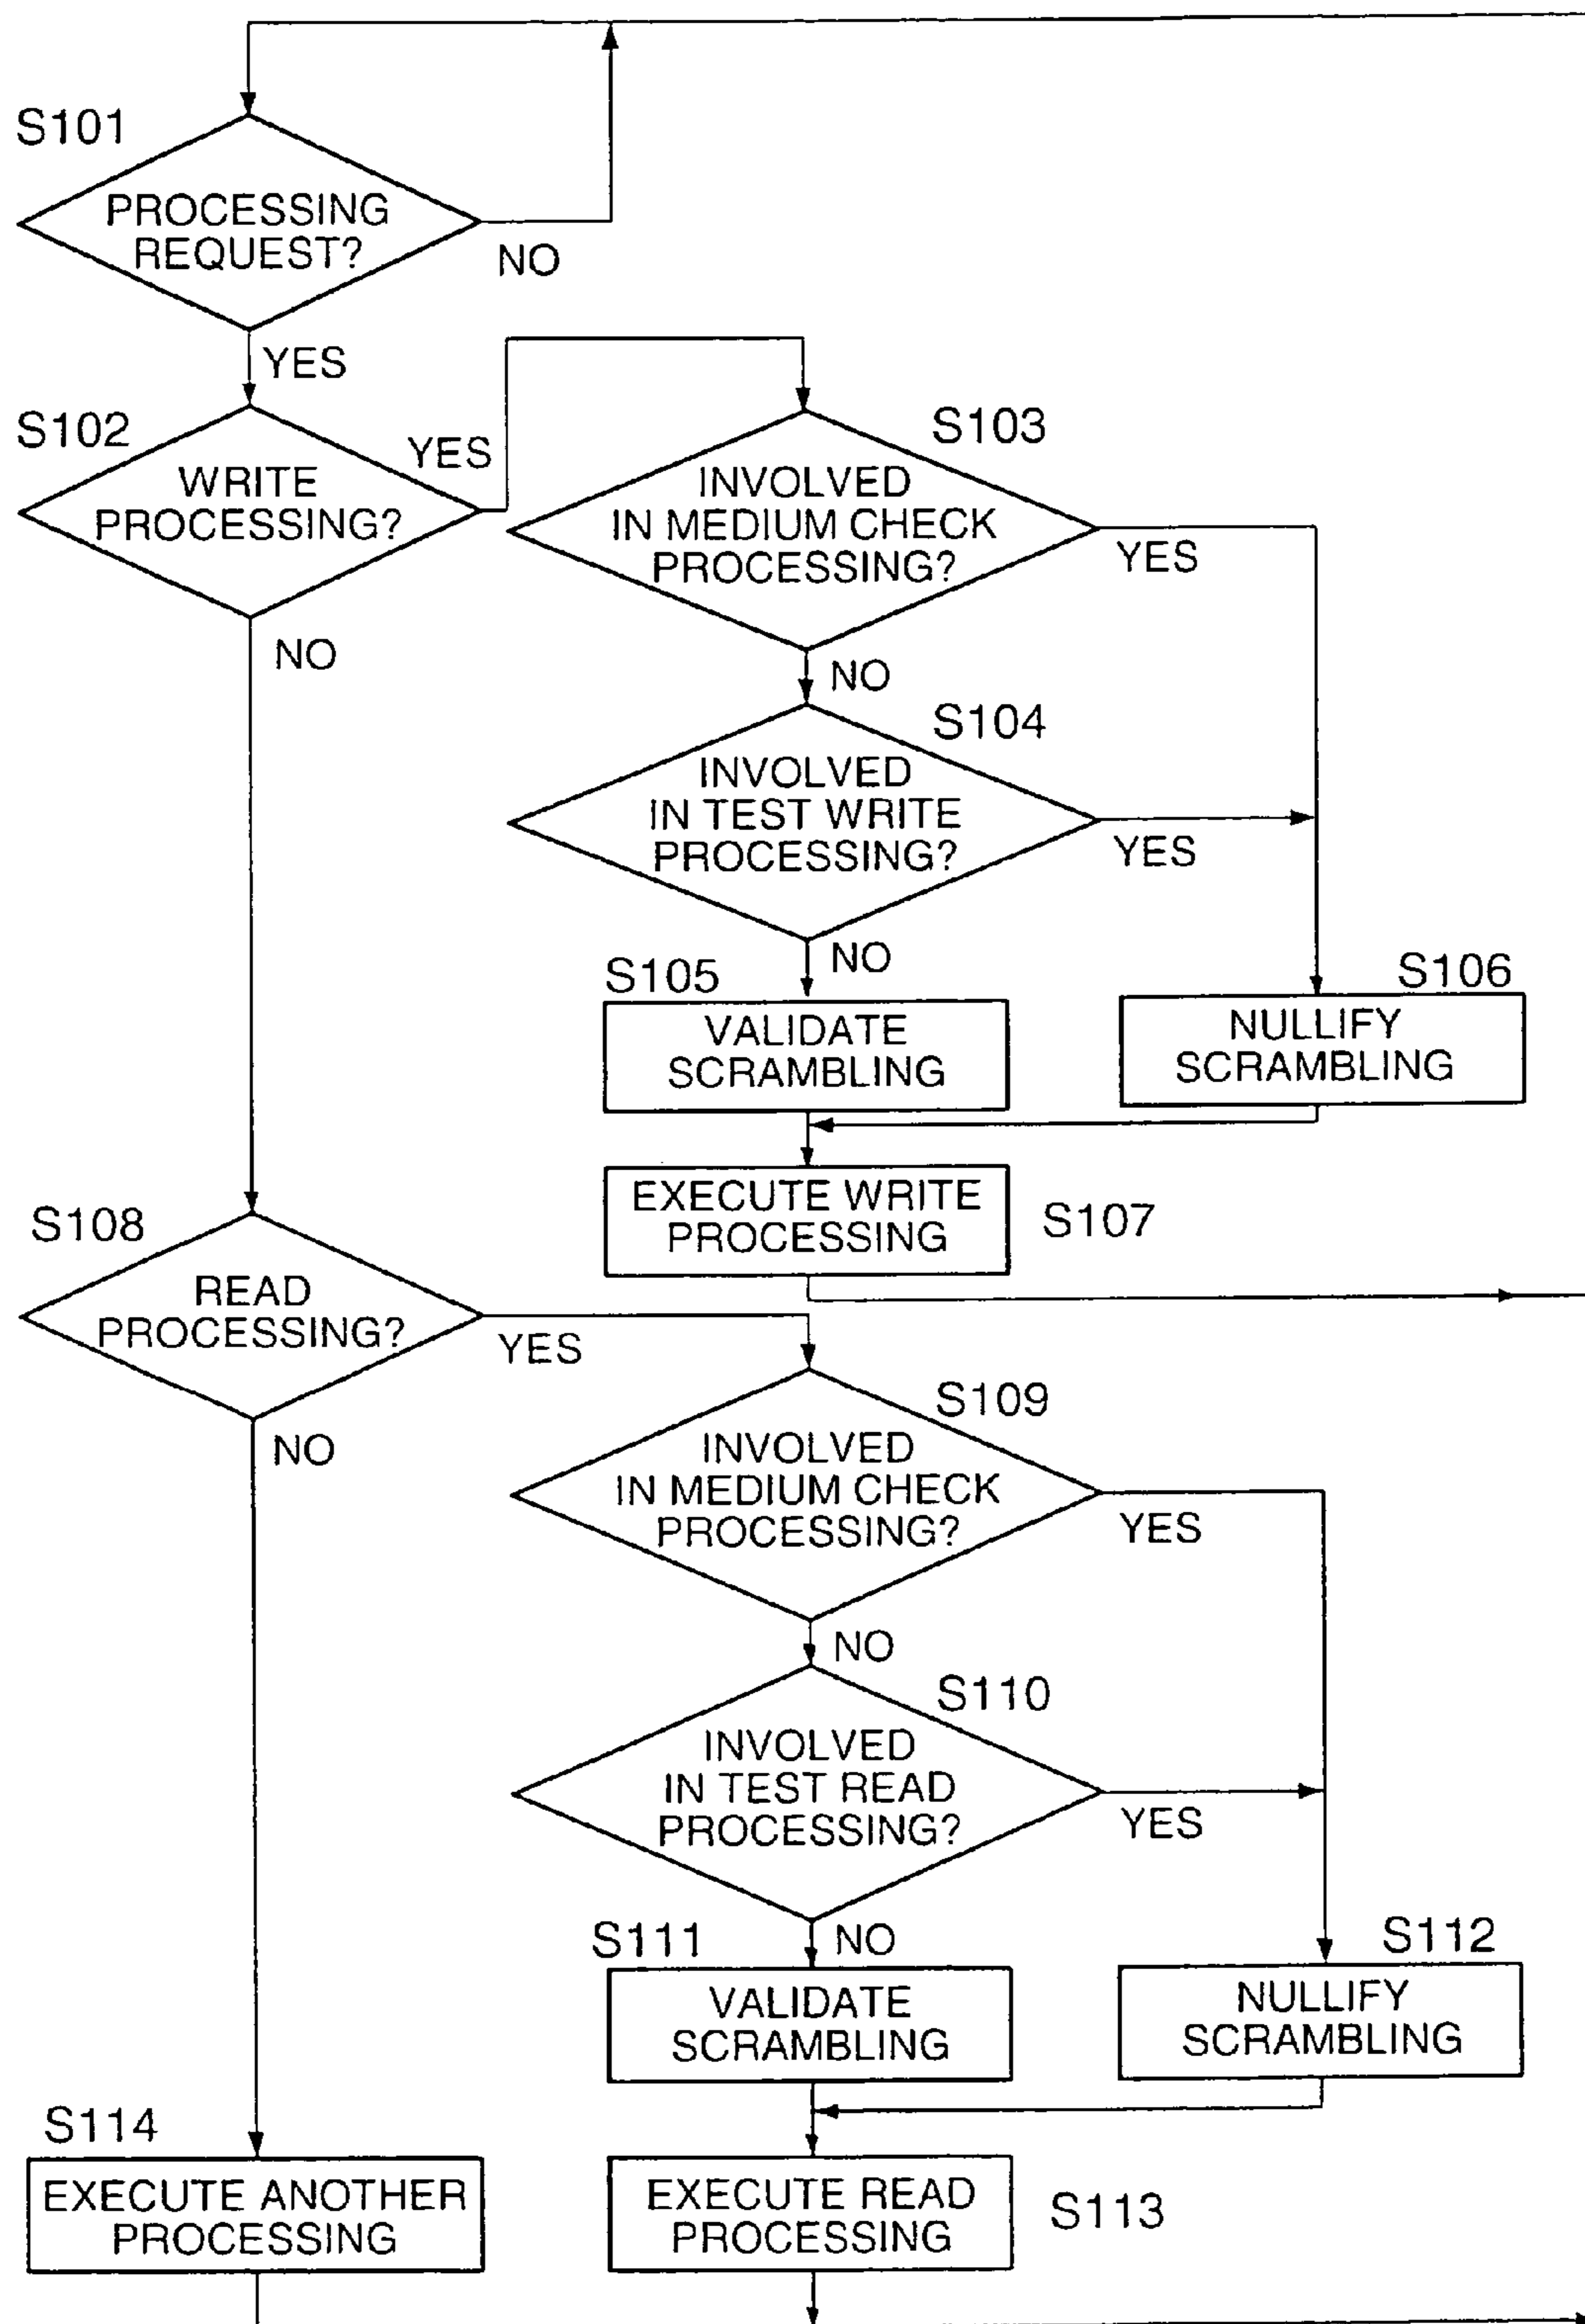 S101
PROCESSING
REQUEST?
NO
YES
S102
WRITE
PROCESSING?
YES
NO
S103
INVOLVED
IN MEDIUM CHECK
PROCESSING?
YES
NO
S104
INVOLVED
IN TEST WRITE
PROCESSING?
YES
NO
S105
VALIDATE
SCRAMBLING
S106
NULLIFY
SCRAMBLING
EXECUTE WRITE
PROCESSING
S107
S108
READ
PROCESSING?
YES
NO
S109
INVOLVED
IN MEDIUM CHECK
PROCESSING?
YES
NO
S110
INVOLVED
IN TEST READ
PROCESSING?
YES
NO
S111
VALIDATE
SCRAMBLING
S112
NULLIFY
SCRAMBLING
S114
EXECUTE ANOTHER
PROCESSING
EXECUTE READ
PROCESSING
S113